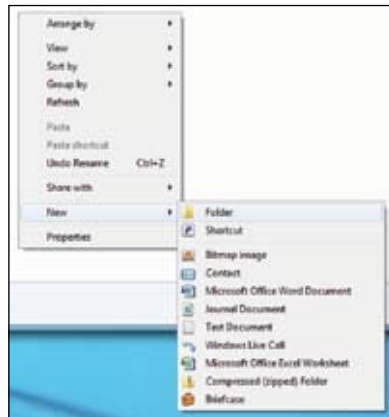 Arrange by
View
Sort by
Group by
Refresh
Paste
Paste shortcut
Undo Rename Ctrl+Z
Share with
New
Properties
Folder
Shortcut
Bitmap image
Contact
Microsoft Office Word Document
Journal Document
Text Document
Windows Live Call
Microsoft Office Excel Worksheet
Compressed (zipped) Folder
Briefcase